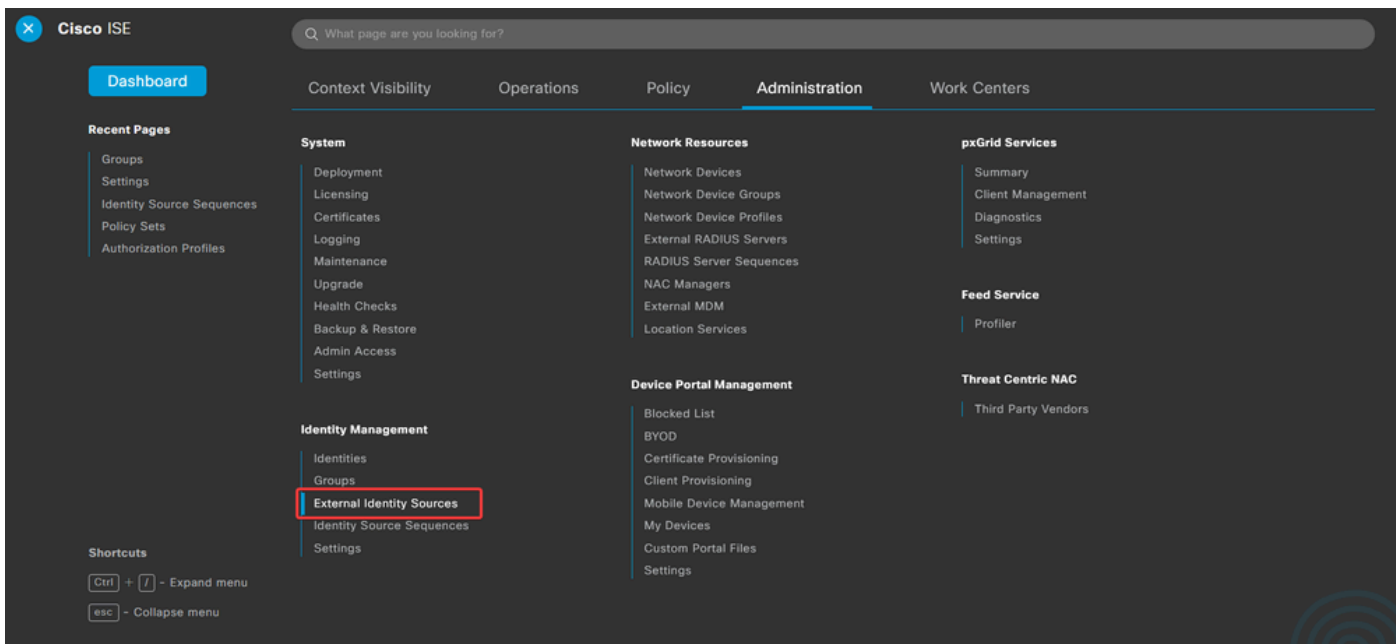 Cisco ISE
What page are you looking for?
Dashboard
Context Visibility
Operations
Policy
Administration
Work Centers
Recent Pages
Groups
Settings
Identity Source Sequences
Policy Sets
Authorization Profiles
Shortcuts
Ctrl + / - Expand menu
esc - Collapse menu
System
Deployment
Licensing
Certificates
Logging
Maintenance
Upgrade
Health Checks
Backup & Restore
Admin Access
Settings
Identity Management
Identities
Groups
External Identity Sources
Identity Source Sequences
Settings
Network Resources
Network Devices
Network Device Groups
Network Device Profiles
External RADIUS Servers
RADIUS Server Sequences
NAC Managers
External MDM
Location Services
Device Portal Management
Blocked List
BYOD
Certificate Provisioning
Client Provisioning
Mobile Device Management
My Devices
Custom Portal Files
Settings
pxGrid Services
Summary
Client Management
Diagnostics
Settings
Feed Service
Profiler
Threat Centric NAC
Third Party Vendors